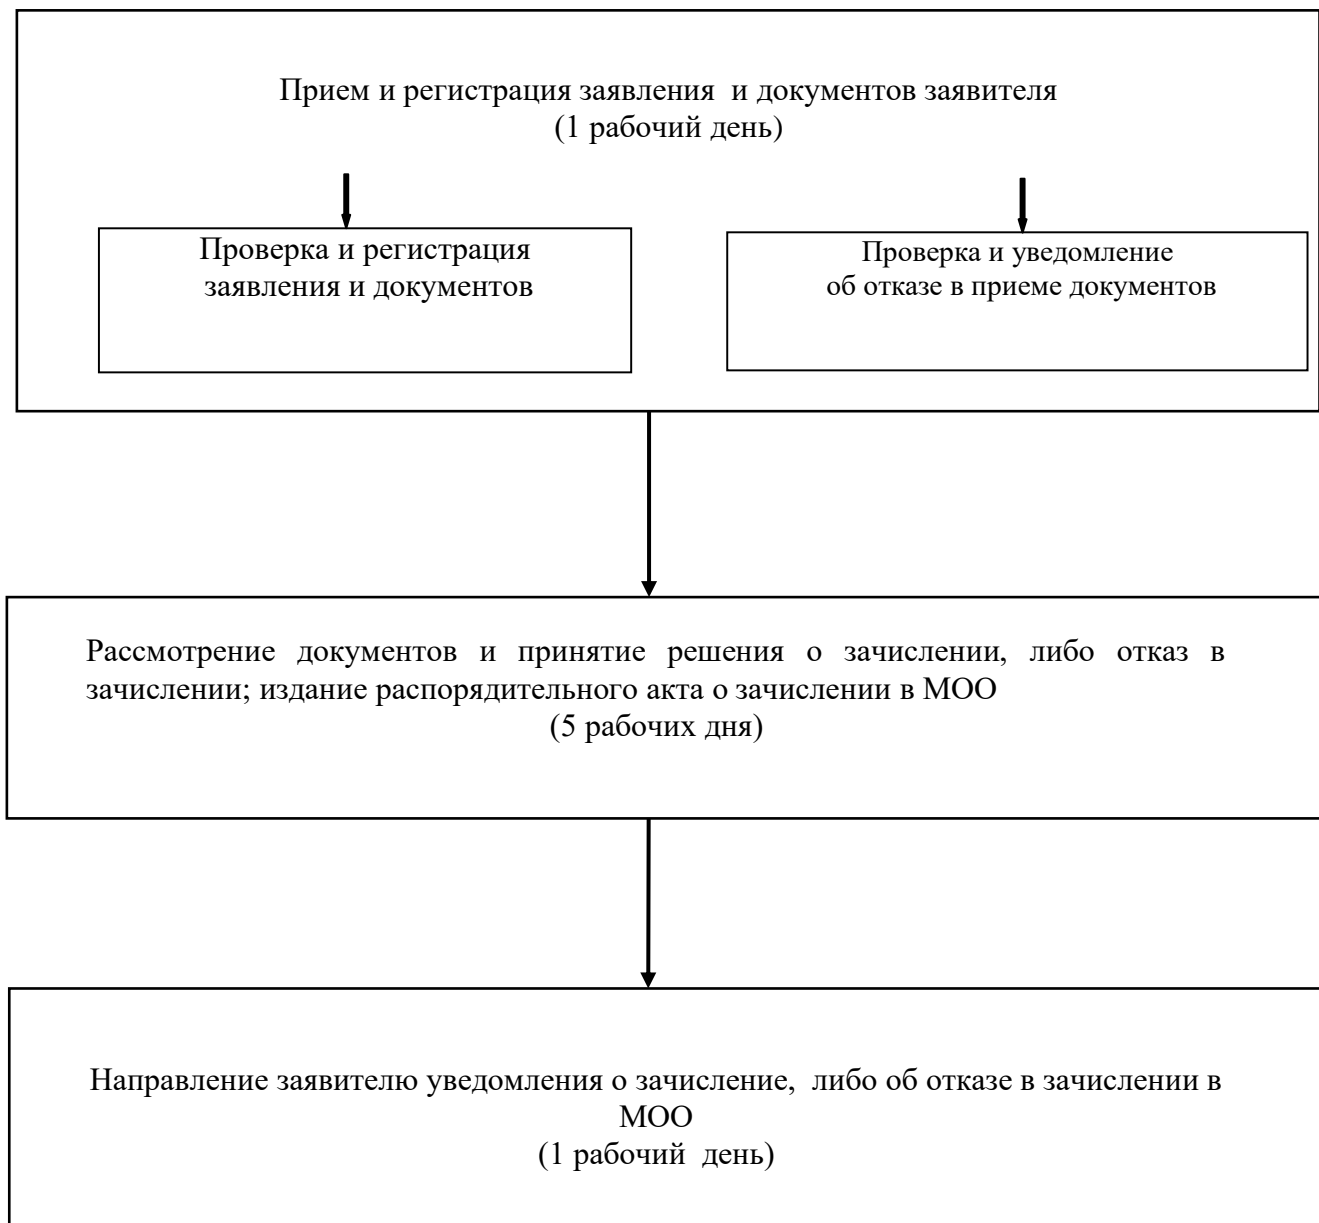 Прием и регистрация заявления и документов заявителя
(1 рабочий день)
Проверка и регистрация
заявления и документов
Проверка и уведомление
об отказе в приеме документов
Рассмотрение документов и принятие решения о зачислении, либо отказ в
зачислении; издание распорядительного акта о зачислении в МОО
(5 рабочих дня)
Направление заявителю уведомления о зачисление, либо об отказе в зачислении в
МОО
(1 рабочий день)